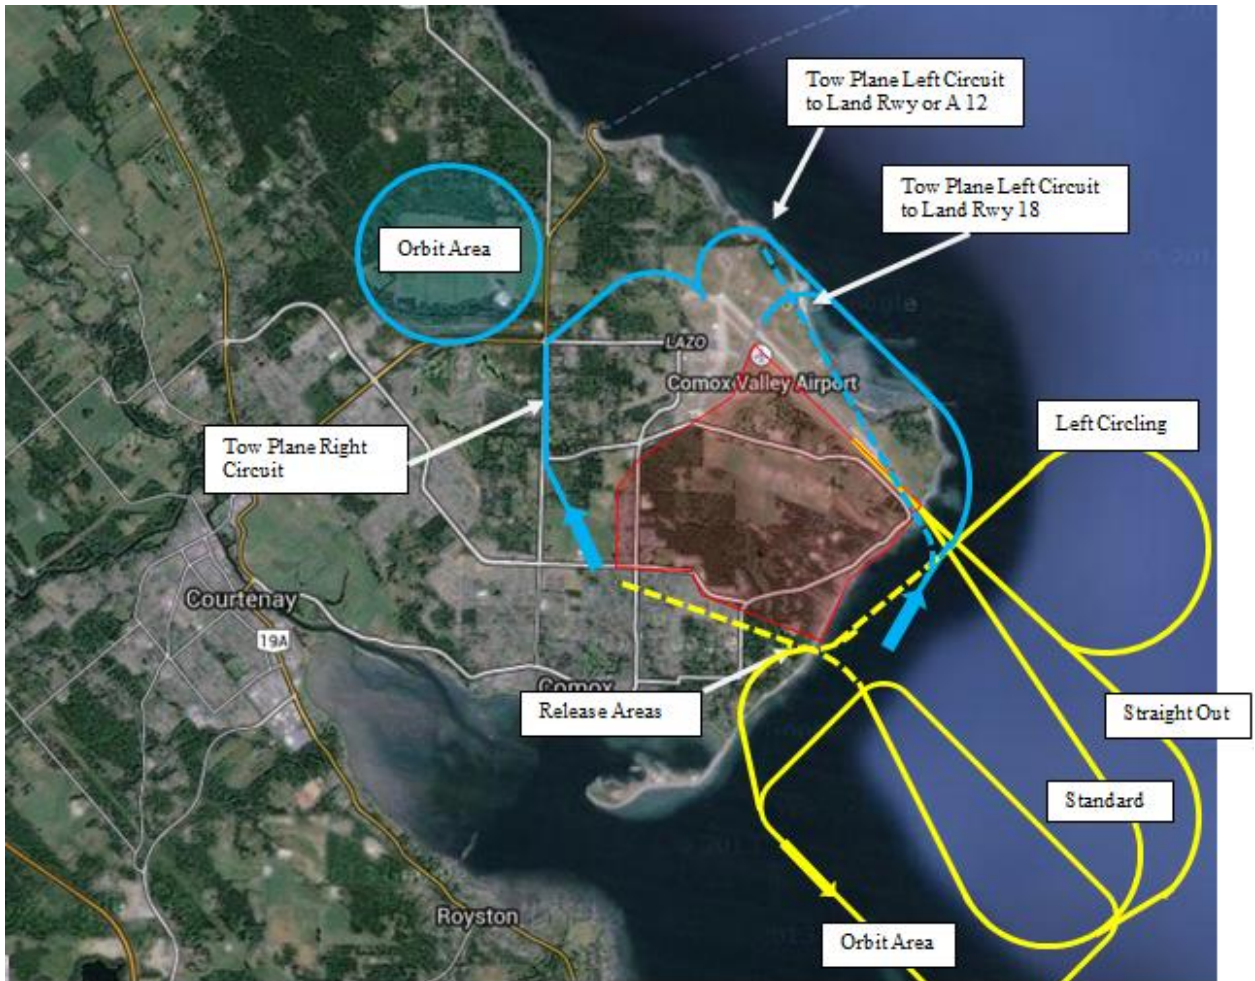 Tow Plane Left Circuit
to Land Rwy or A 12
Tow Plane Left Circuit
to Land Rwy 18
Orbit Area
LAZO
Comox Valley Airport
Left Circling
Tow Plane Right
Circuit
Courtenay
19A
Comox
Release Areas
Straight Out
Standard
Royston
Orbit Area